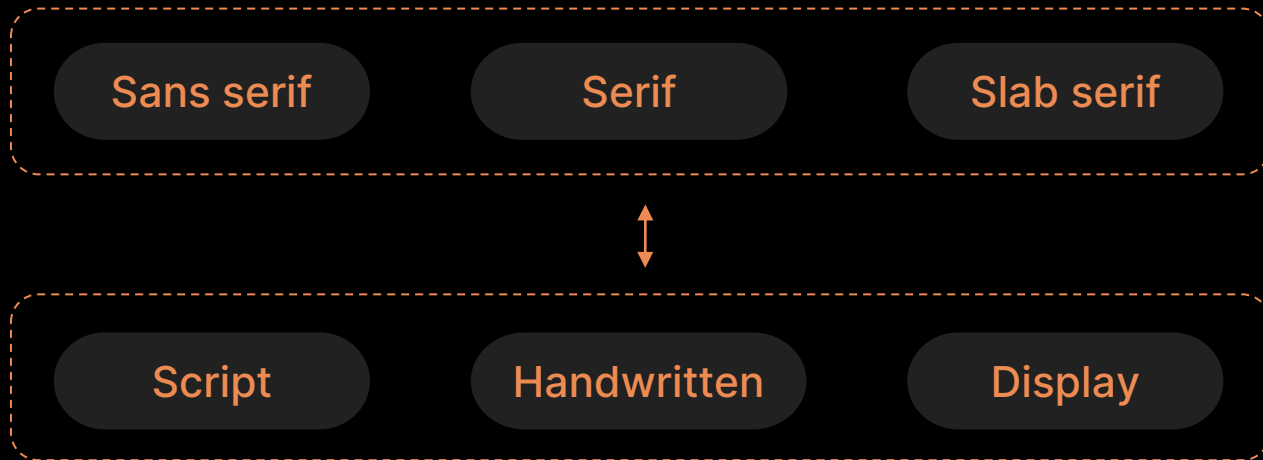 Sans serif
Serif
Slab serif
Script
Handwritten
Display